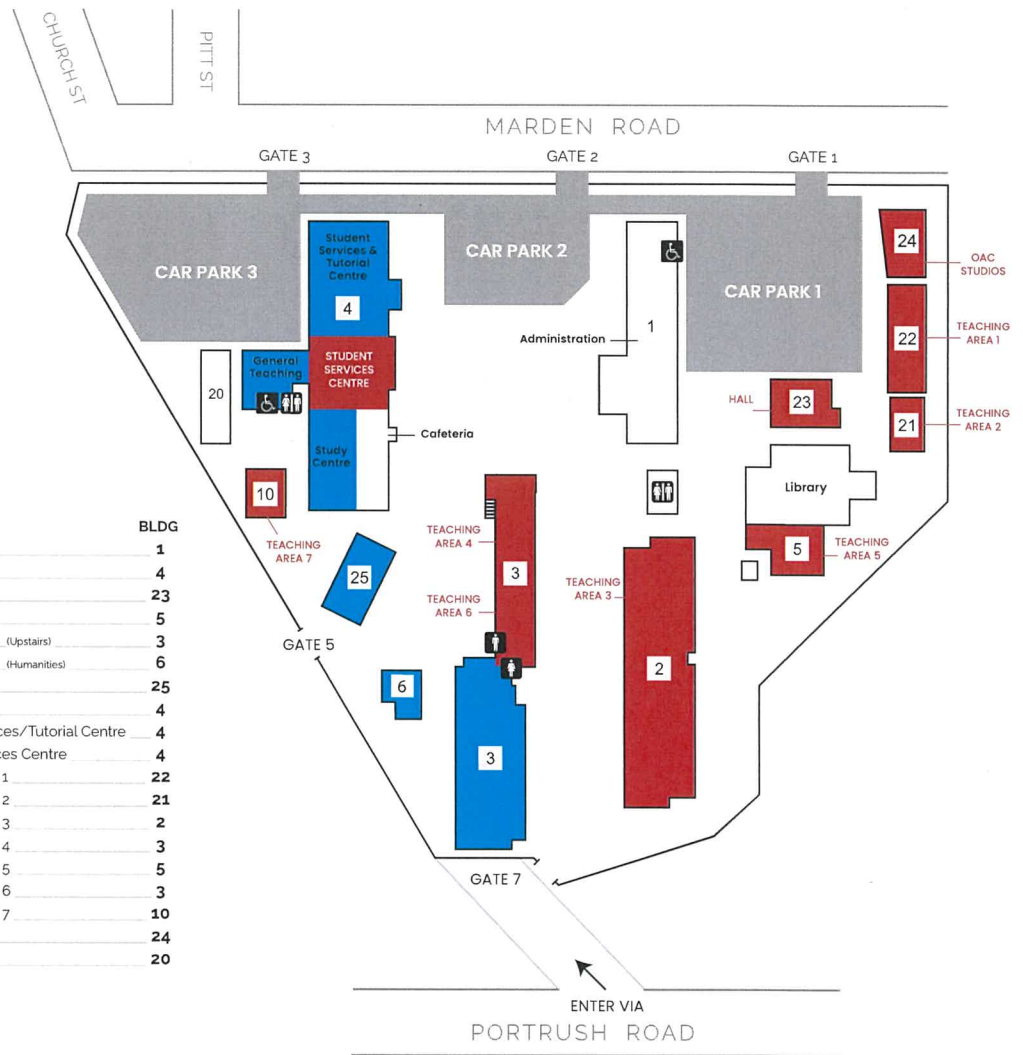 CHURCH ST
PITT ST
MARDEN ROAD
GATE 3
GATE 2
GATE 1
CAR PARK 3
Student
Services &
Tutorial
Centre
4
CAR PARK 2
CAR PARK 1
24
OAC
STUDIOS
Administration
1
22
TEACHING
AREA 1
General
Teaching
STUDENT
SERVICES
CENTRE
20
HALL
23
21
TEACHING
AREA 2
Cafeteria
Study
Centre
Library
10
TEACHING
AREA 7
TEACHING
AREA 4
3
TEACHING
AREA 6
TEACHING
AREA 3
5
TEACHING
AREA 5
25
GATE 5
6
2
3
GATE 7
ENTER VIA
PORTRUSH ROAD
BLDG
1
4
23
5
(Upstairs) 3
(Humanities) 6
25
4
ces/Tutorial Centre 4
ces Centre 4
1 22
2 21
3 2
4 3
5 5
6 3
7 10
24
20